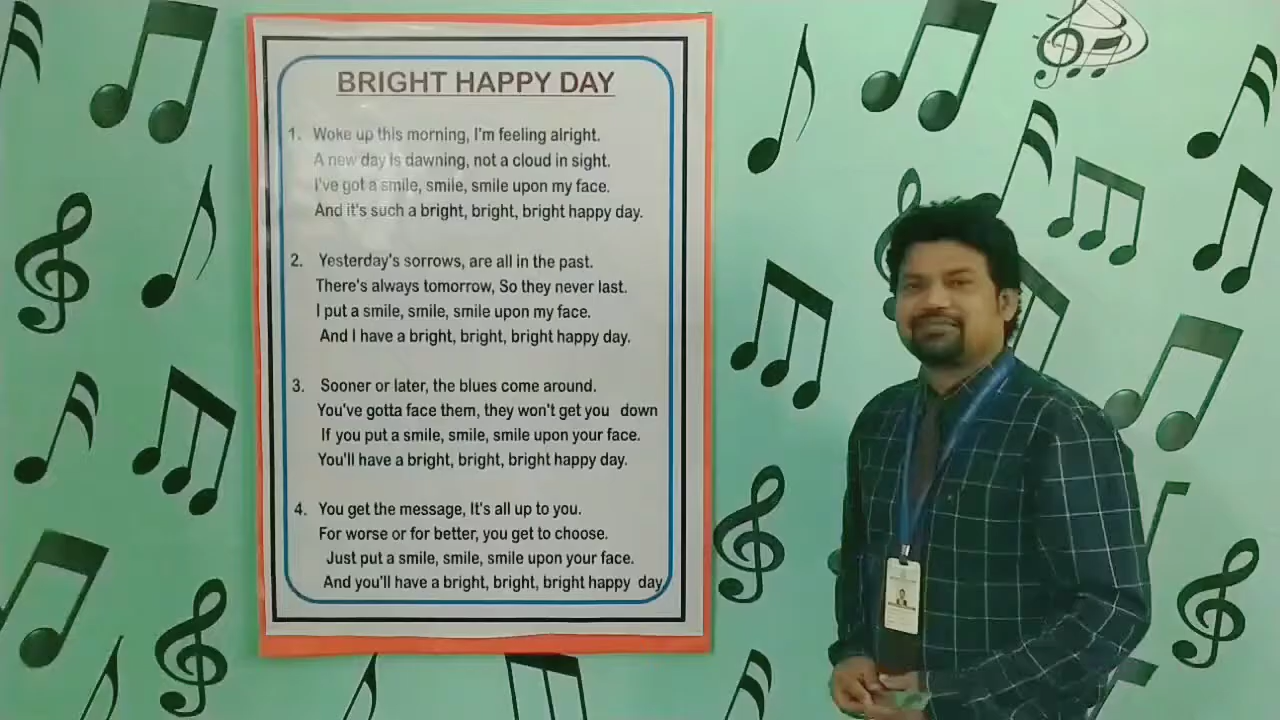 BRIGHT HAPPY DAY
1. Woke up this morning, I'm feeling alright.
A new day is dawning, not a cloud in sight.
I've got a smile, smile, smile upon my face.
And it's such a bright, bright, bright happy day.
2. Yesterday's sorrows, are all in the past.
There's always tomorrow, So they never last.
I put a smile, smile, smile upon my face.
And I have a bright, bright, bright happy day.
3. Sooner or later, the blues come around.
You've gotta face them, they won't get you down
If you put a smile, smile, smile upon your face.
You'll have a bright, bright, bright happy day.
4. You get the message, It's all up to you.
For worse or for better, you get to choose.
Just put a smile, smile, smile upon your face.
And you'll have a bright, bright, bright happy day